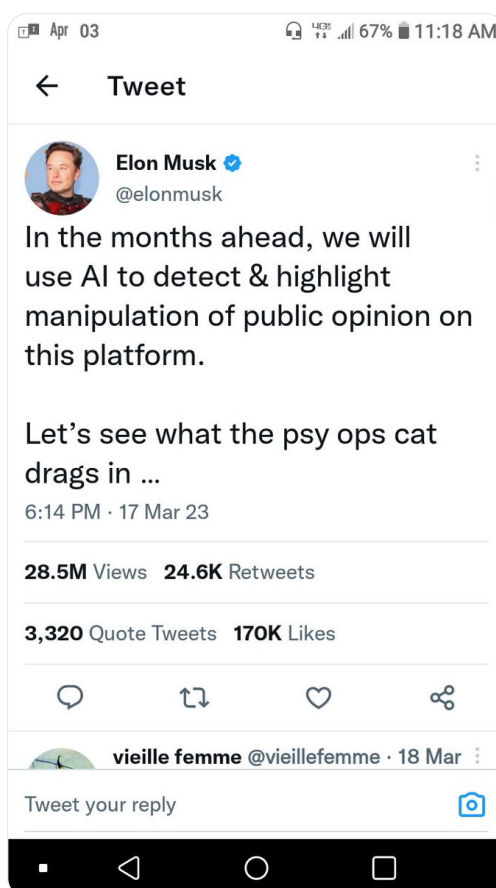 Apr 03 67% 11:18 AM
Tweet
Elon Musk
@elonmusk
In the months ahead, we will
use AI to detect & highlight
manipulation of public opinion on
this platform.
Let's see what the psy ops cat
drags in ...
6:14 PM · 17 Mar 23
28.5M Views 24.6K Retweets
3,320 Quote Tweets 170K Likes
vieille femme @vieillefemme · 18 Mar
Tweet your reply